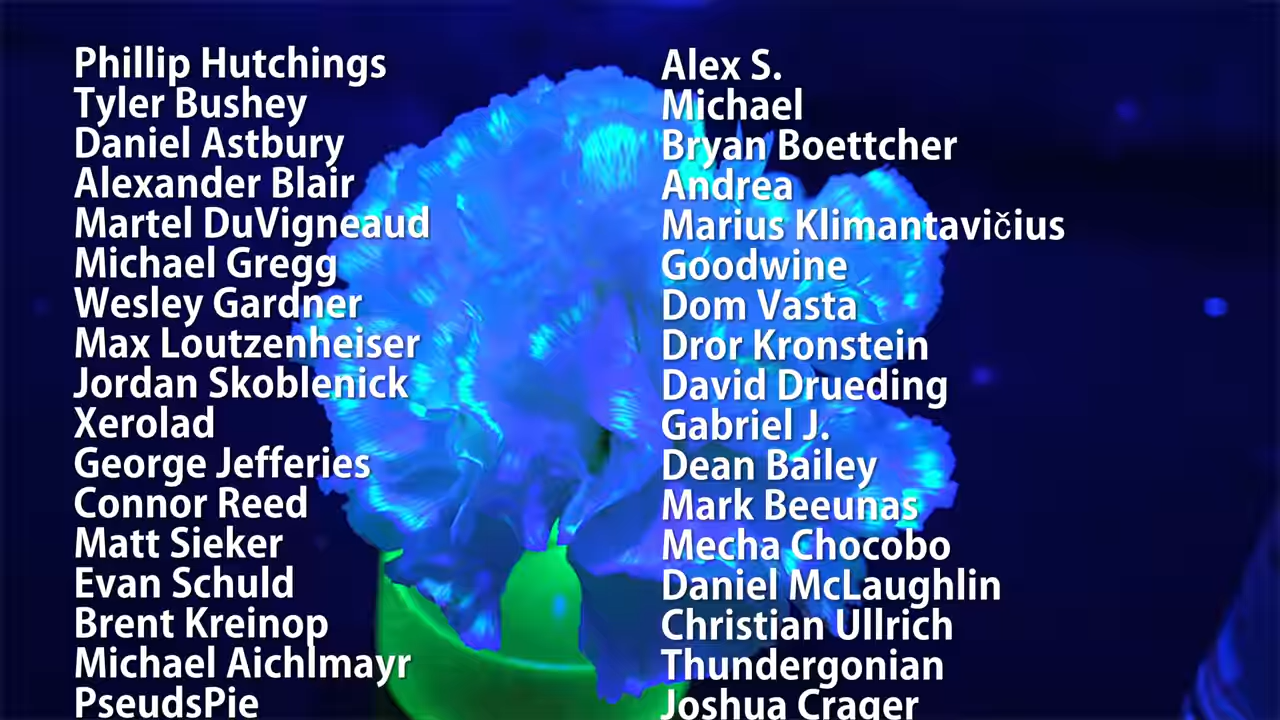 Phillip Hutchings
Tyler Bushey
Daniel Astbury
Alexander Blair
Martel DuVigneaud
Michael Gregg
Wesley Gardner
Max Loutzenheiser
Jordan Skoblenick
Xerolad
George Jefferies
Connor Reed
Matt Sieker
Evan Schuld
Brent Kreinop
Michael Aichlmayr
PseudsPie
Alex S.
Michael
Bryan Boettcher
Andrea
Marius Klimantavičius
Goodwine
Dom Vasta
Dror Kronstein
David Drueding
Gabriel J.
Dean Bailey
Mark Beeunas
Mecha Chocobo
Daniel McLaughlin
Christian Ullrich
Thundergonian
Joshua Crager